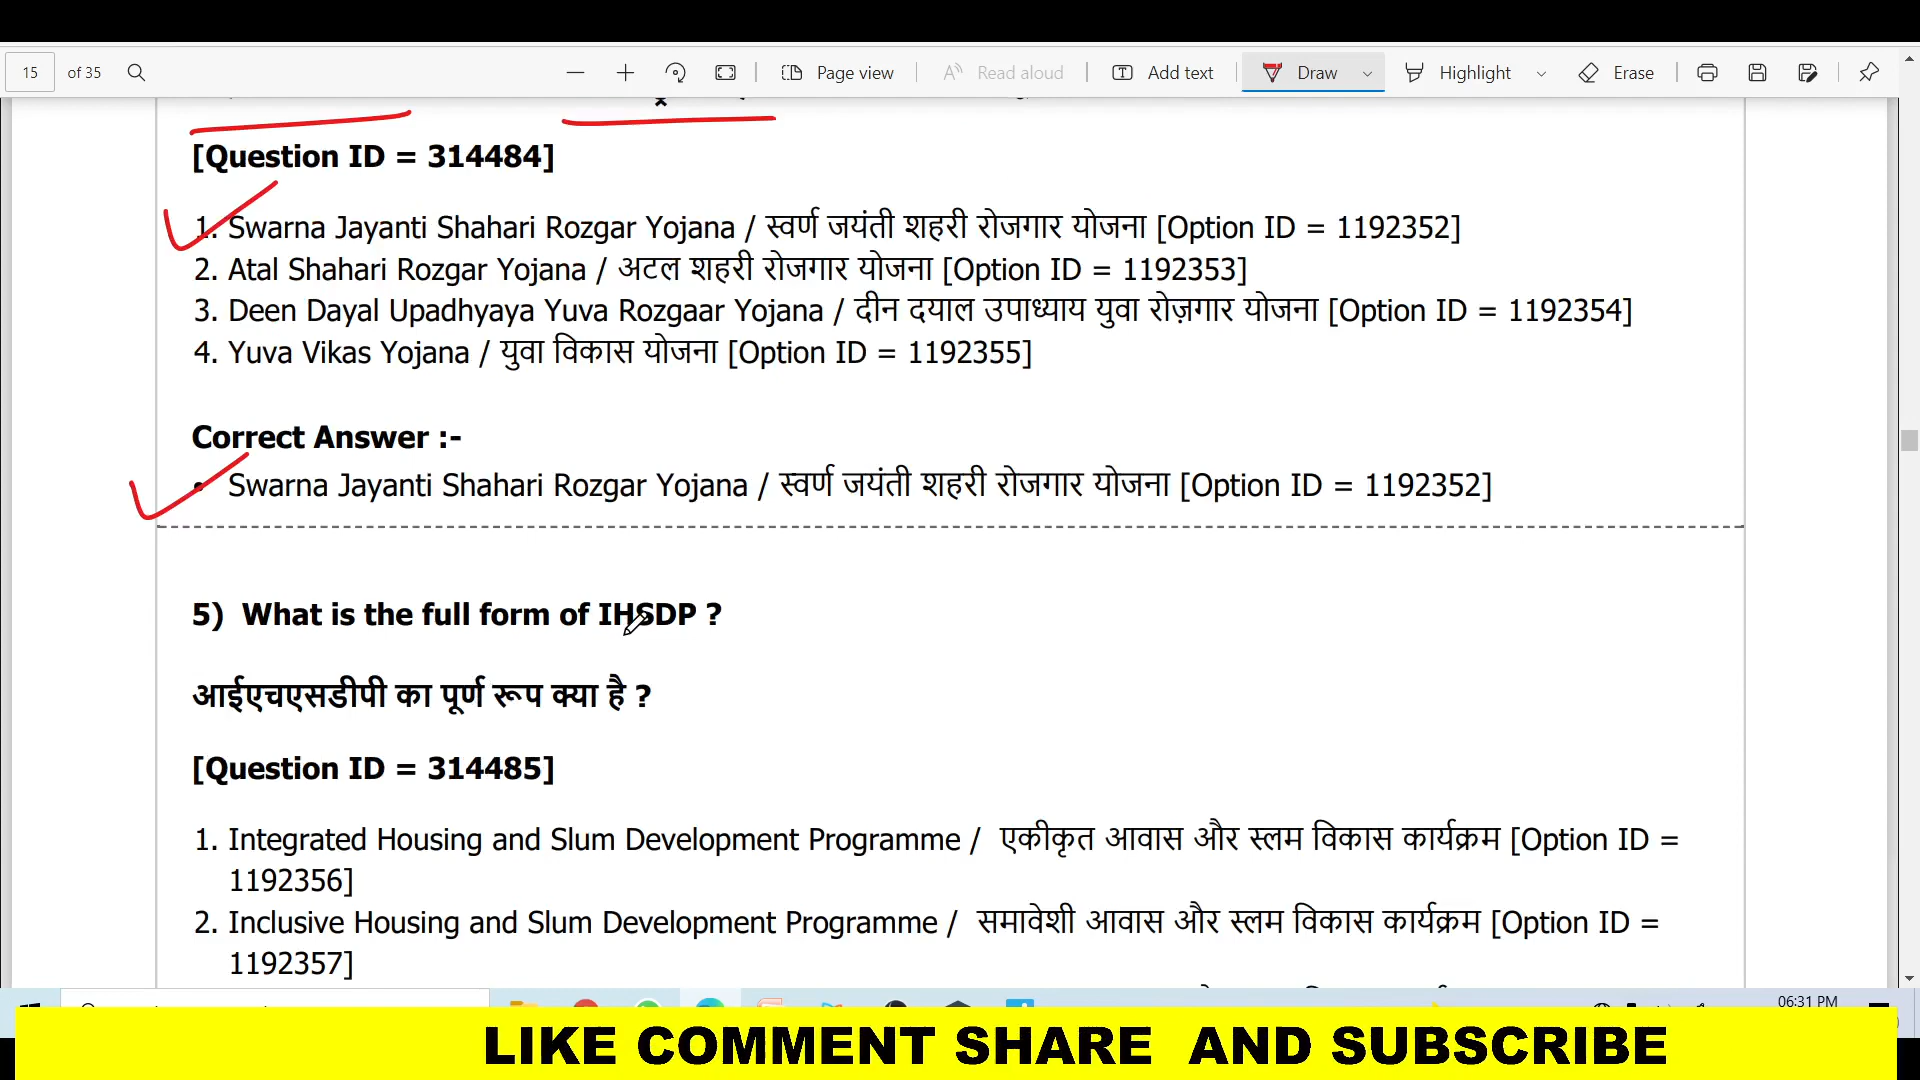 15 of 35 Page view Read aloud Add text Draw Highlight Erase
[Question ID = 314484]
1. Swarna Jayanti Shahari Rozgar Yojana / स्वर्ण जयंती शहरी रोजगार योजना [Option ID = 1192352]
2. Atal Shahari Rozgar Yojana / अटल शहरी रोजगार योजना [Option ID = 1192353]
3. Deen Dayal Upadhyaya Yuva Rozgaar Yojana / दीन दयाल उपाध्याय युवा रोज़गार योजना [Option ID = 1192354]
4. Yuva Vikas Yojana / युवा विकास योजना [Option ID = 1192355]
Correct Answer :-
• Swarna Jayanti Shahari Rozgar Yojana / स्वर्ण जयंती शहरी रोजगार योजना [Option ID = 1192352]
5) What is the full form of IHSDP ?
आईएचएसडीपी का पूर्ण रूप क्या है ?
[Question ID = 314485]
1. Integrated Housing and Slum Development Programme / एकीकृत आवास और स्लम विकास कार्यक्रम [Option ID =
1192356]
2. Inclusive Housing and Slum Development Programme / समावेशी आवास और स्लम विकास कार्यक्रम [Option ID =
1192357]
06:31 PM
LIKE COMMENT SHARE AND SUBSCRIBE